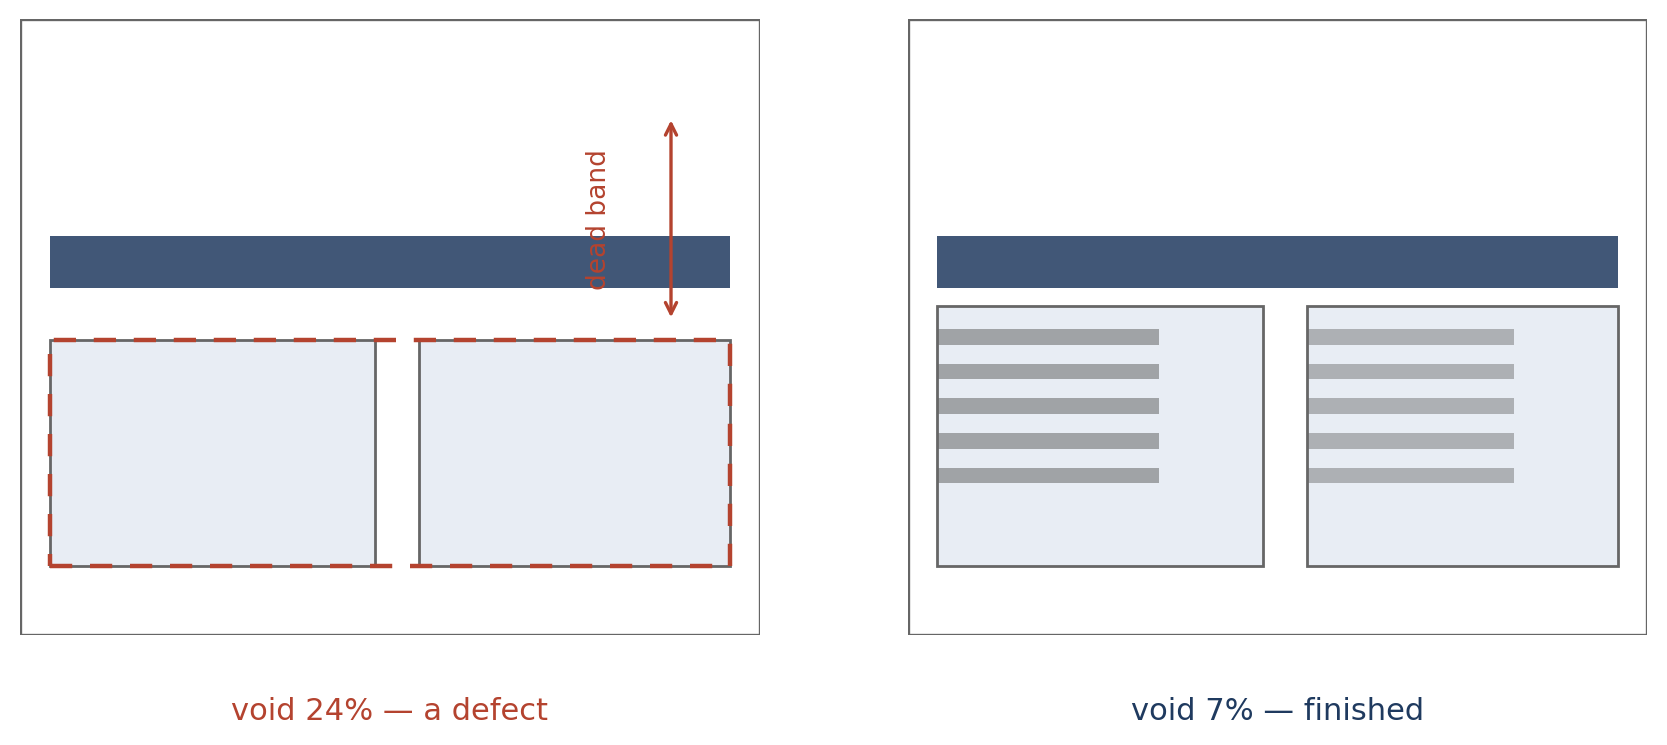 dead band
void 24% — a defect
void 7% — finished